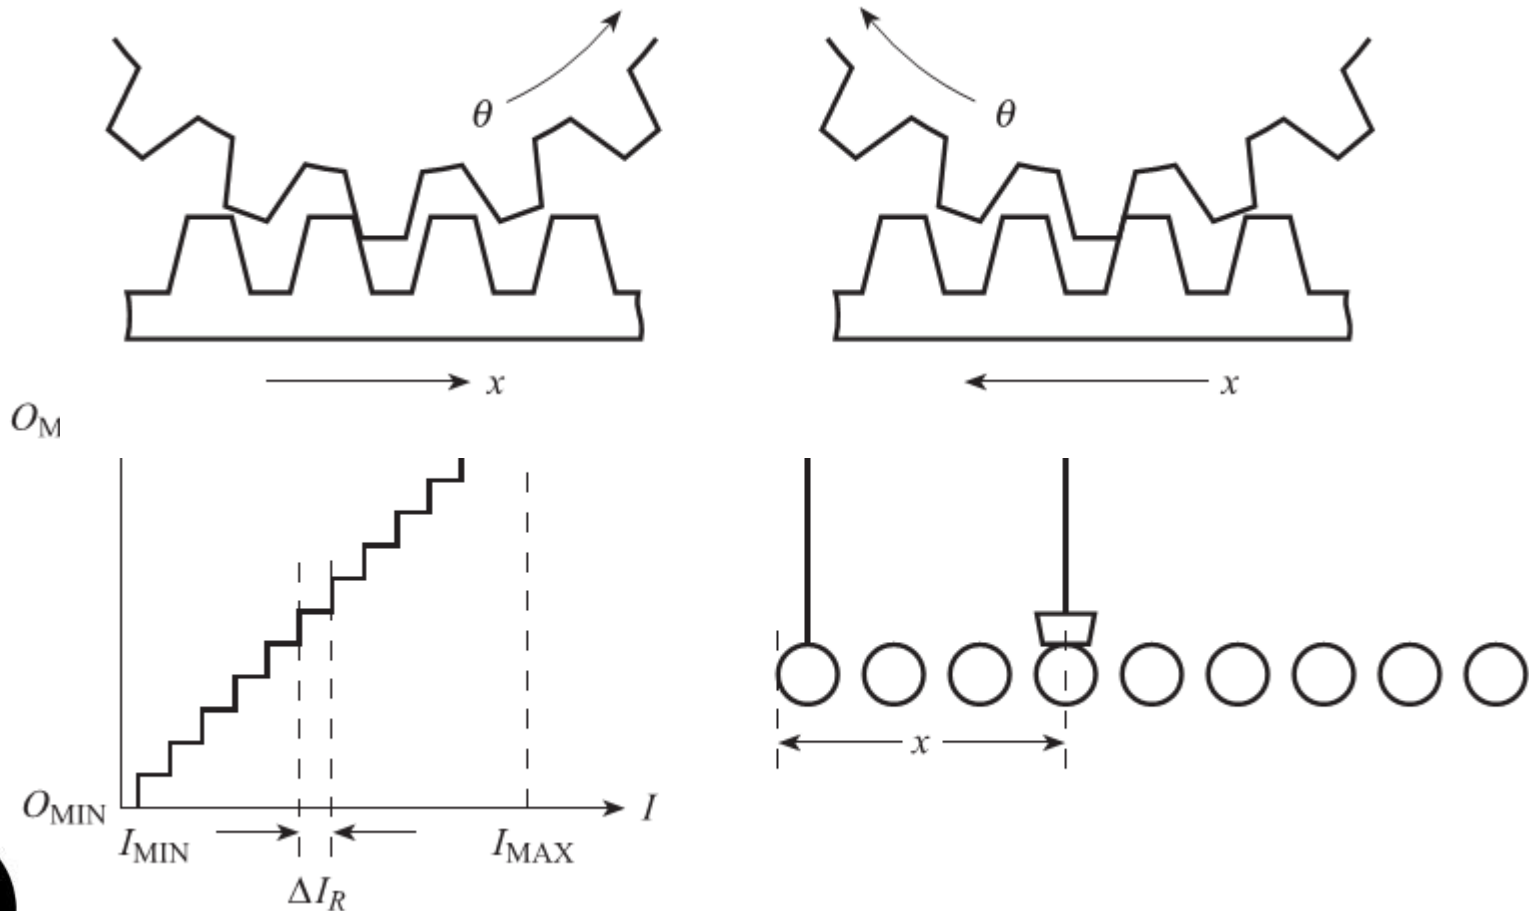 θ
θ
x
x
O_M
O_MIN
I
I_MIN
I_MAX
ΔI_R
x